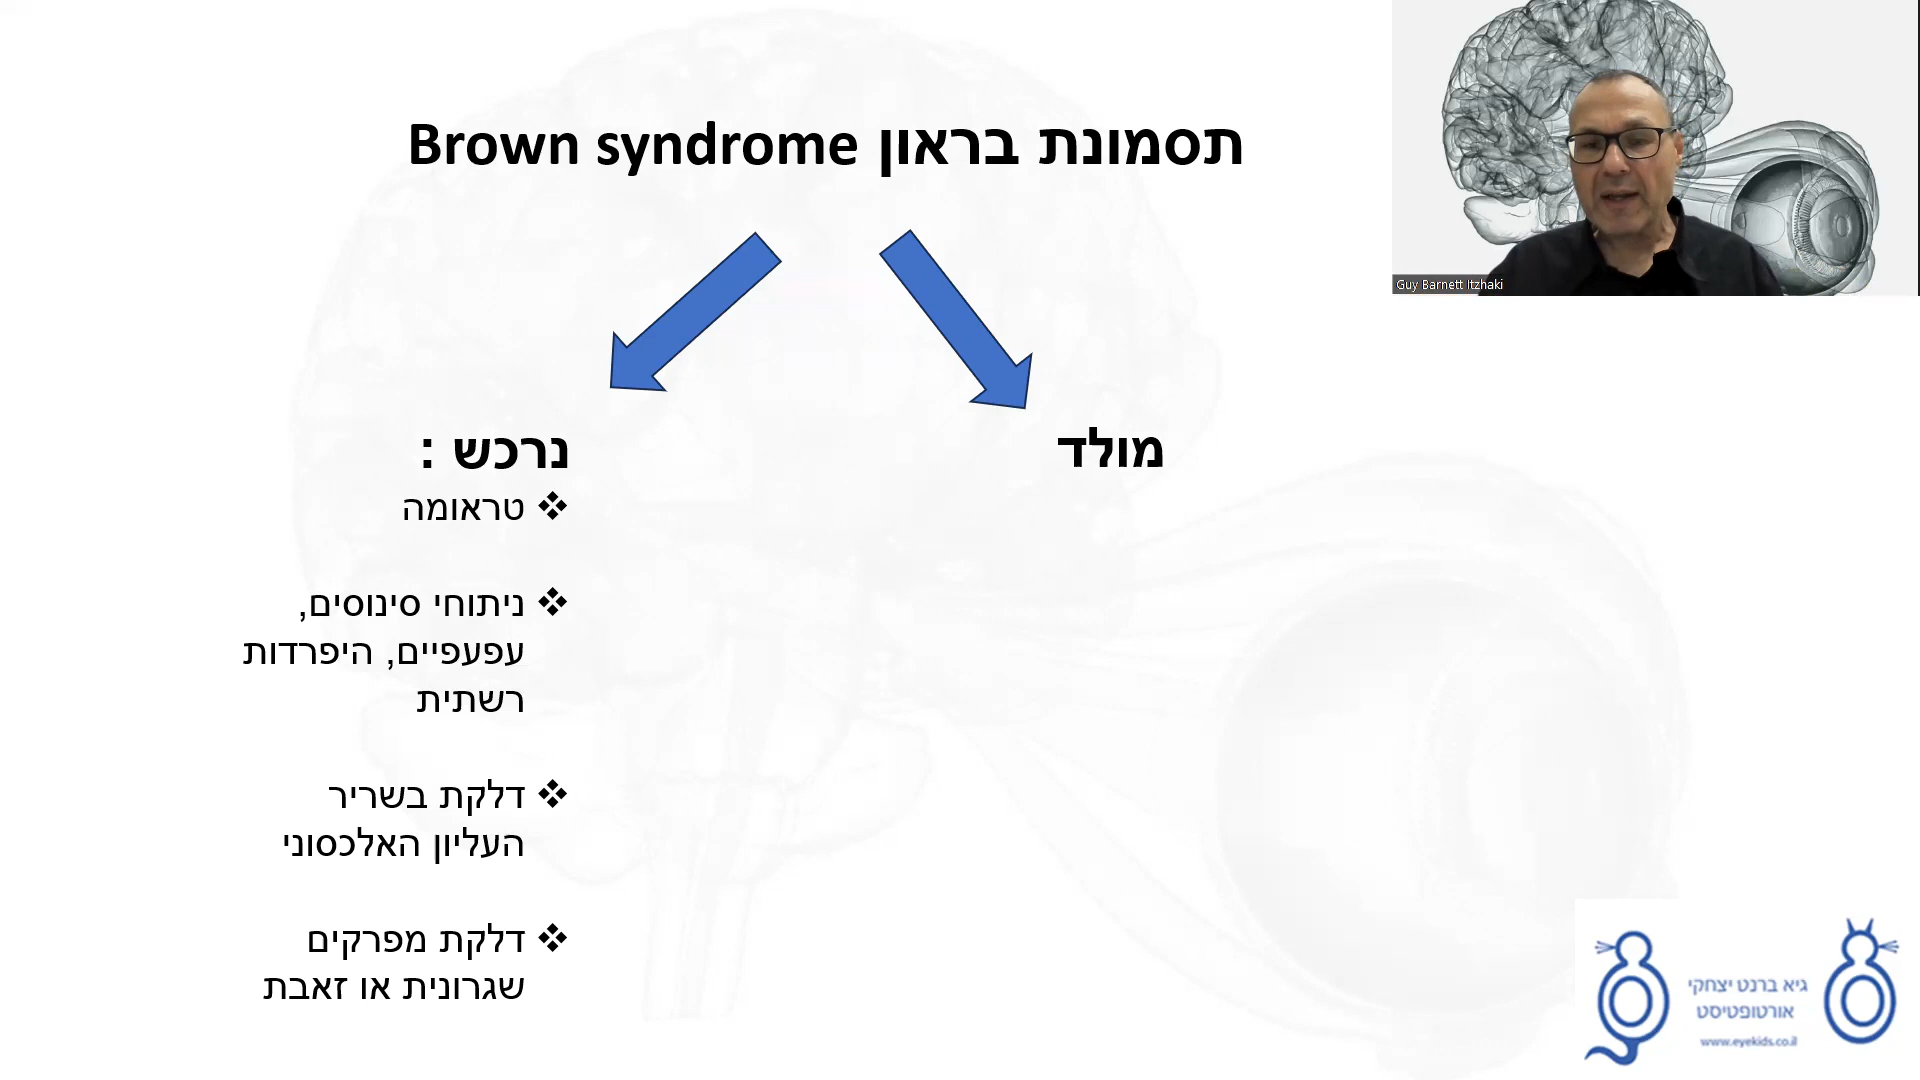 תסמונת בראון Brown syndrome
Guy Barnett Itzhaki
מולד
נרכש :
❖ טראומה
❖ ניתוחי סינוסים,
עפעפיים, היפרדות
רשתית
❖ דלקת בשריר
העליון האלכסוני
❖ דלקת מפרקים
שגרונית או זאבת
גיא ברנט יצחקי
אורטופטיסט
www.eyekids.co.il